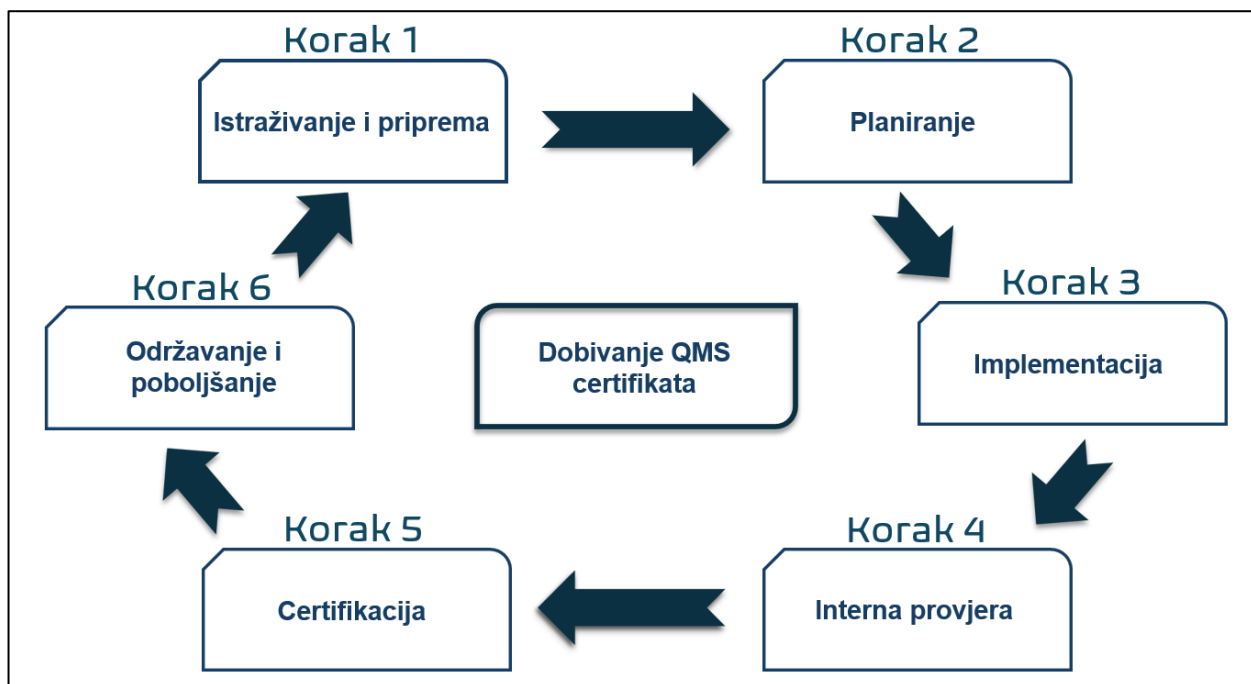 Korak 1
Istraživanje i priprema
Korak 2
Planiranje
Korak 3
Implementacija
Korak 4
Interna provjera
Korak 5
Certifikacija
Korak 6
Održavanje i
poboljšanje
Dobivanje QMS
certifikata